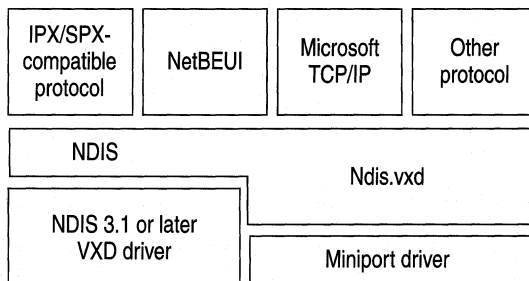 IPX/SPX-
compatible
protocol
NetBEUI
Microsoft
TCP/IP
Other
protocol
NDIS
Ndis.vxd
NDIS 3.1 or later
VXD driver
Miniport driver